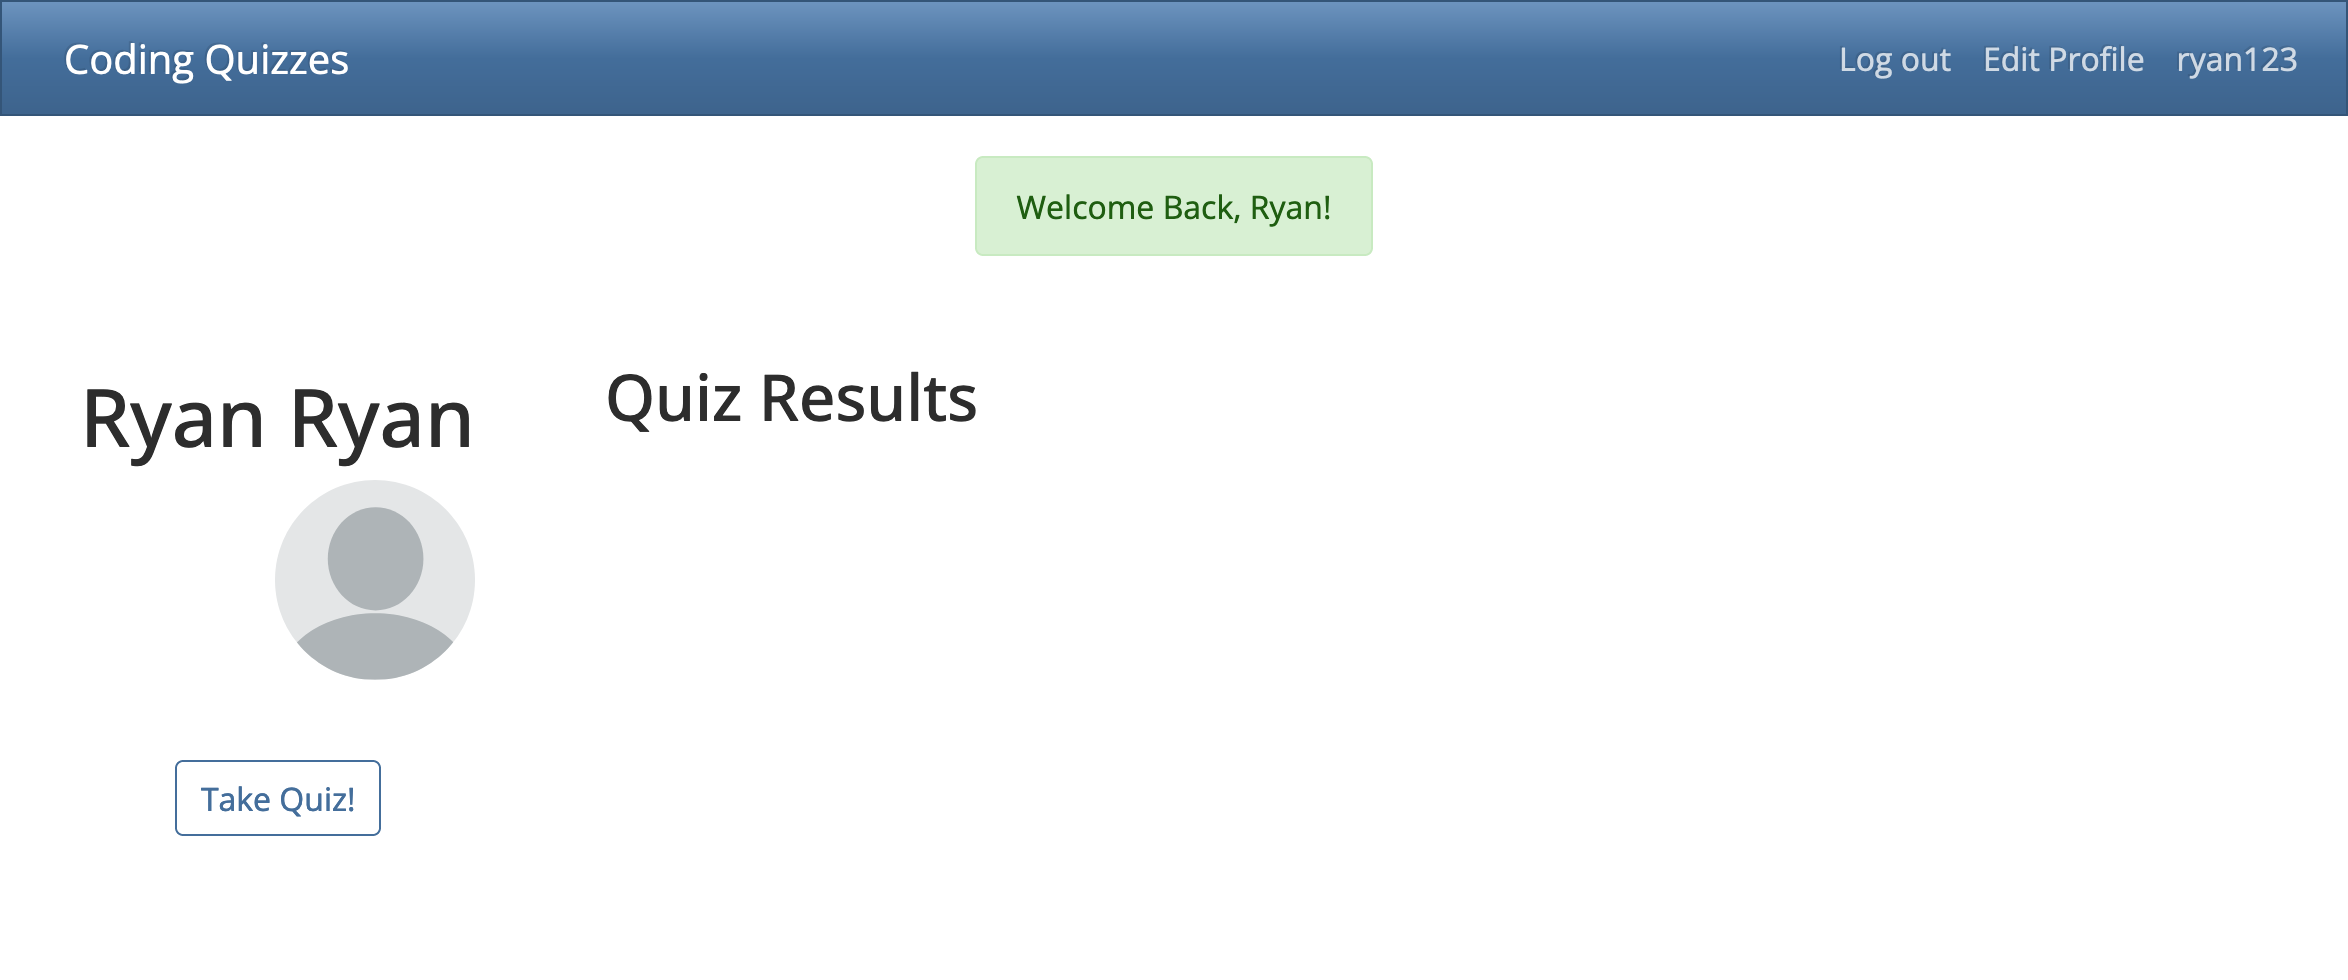 Coding Quizzes
Log out Edit Profile ryan123
Welcome Back, Ryan!
Ryan Ryan
Quiz Results
Take Quiz!